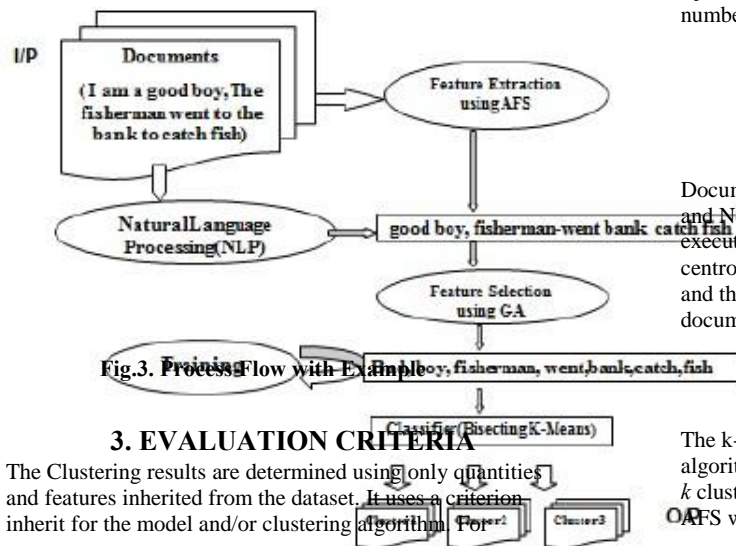 I/P
Documents
(I am a good boy, The
fisherman went to the
bank to catch fish)
Feature Extraction
using AFS
Natural Language
Processing(NLP)
good boy, fisherman-went bank catch fish
Feature Selection
using GA
Training
boy, fisherman, went,bank,catch,fish
Fig.3. Process Flow with Example
Classifier(Bisecting K-Means)
Cluster1
Cluster2
Cluster3
3. EVALUATION CRITERIA
The Clustering results are determined using only quantities
and features inherited from the dataset. It uses a criterion
inherit for the model and/or clustering algorithm. For
numbe
Docum
and N
execut
centro
and th
docum
The k-
algorit
k clust
AFS v